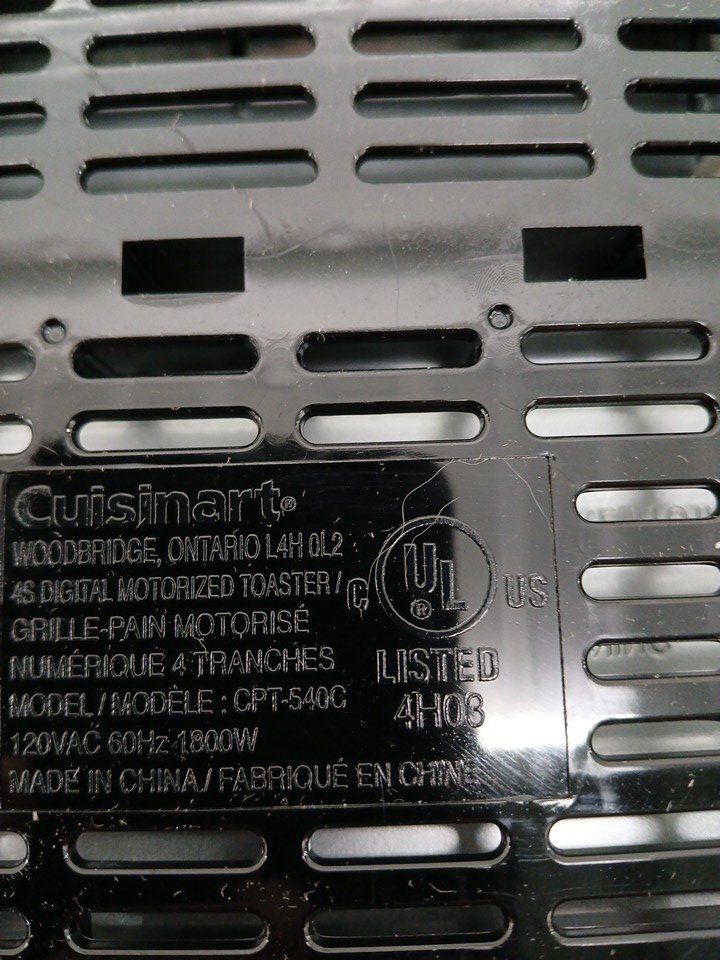 Cuisinart®
WOODBRIDGE, ONTARIO L4H 0L2
4S DIGITAL MOTORIZED TOASTER /
GRILLE-PAIN MOTORISÉ
NUMÉRIQUE 4 TRANCHES
MODEL / MODÈLE : CPT-540C
120VAC 60Hz 1800W
MADE IN CHINA / FABRIQUÉ EN CHINE
C UL® US
LISTED
4H03